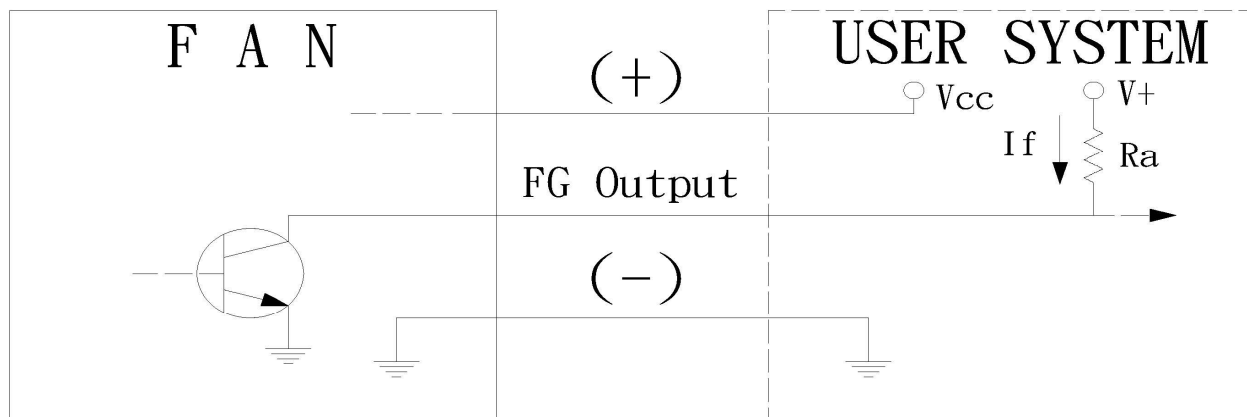 F A N
USER SYSTEM
(+)
Vcc
V+
If
Ra
FG Output
(-)